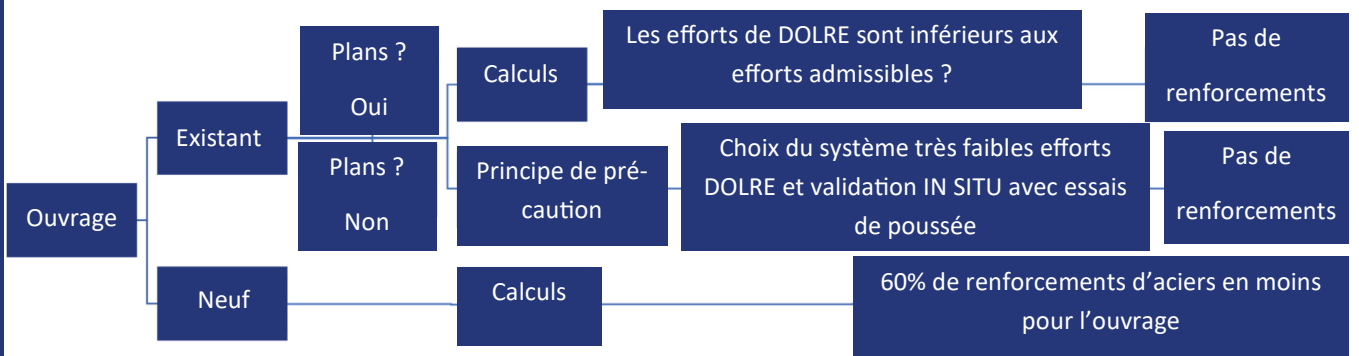 Ouvrage
Existant
Plans ?
Oui
Plans ?
Non
Calculs
Les efforts de DOLRE sont inférieurs aux
efforts admissibles ?
Pas de
renforcements
Principe de pré-
caution
Choix du système très faibles efforts
DOLRE et validation IN SITU avec essais
de poussée
Pas de
renforcements
Neuf
Calculs
60% de renforcements d’aciers en moins
pour l’ouvrage